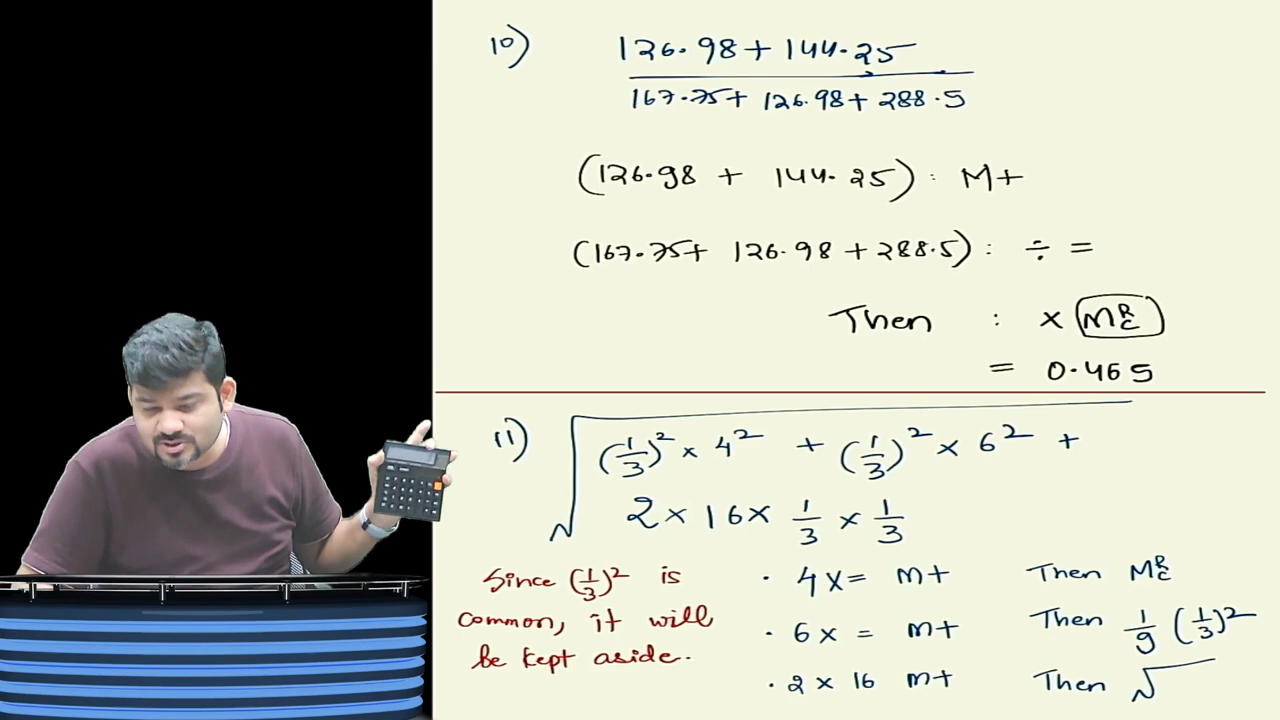 10) 126.98 + 144.25
167.75 + 126.98 + 288.5
(126.98 + 144.25) : M+
(167.75 + 126.98 + 288.5) : ÷ =
Then : × MRC
= 0.465
11) √ (1/3)² × 4² + (1/3)² × 6² +
2 × 16 × 1/3 × 1/3
Since (1/3)² is
common, it will
be kept aside.
· 4 × = m+ Then MRC
· 6 × = m+ Then 1/9 (1/3)²
· 2 × 16 m+ Then √